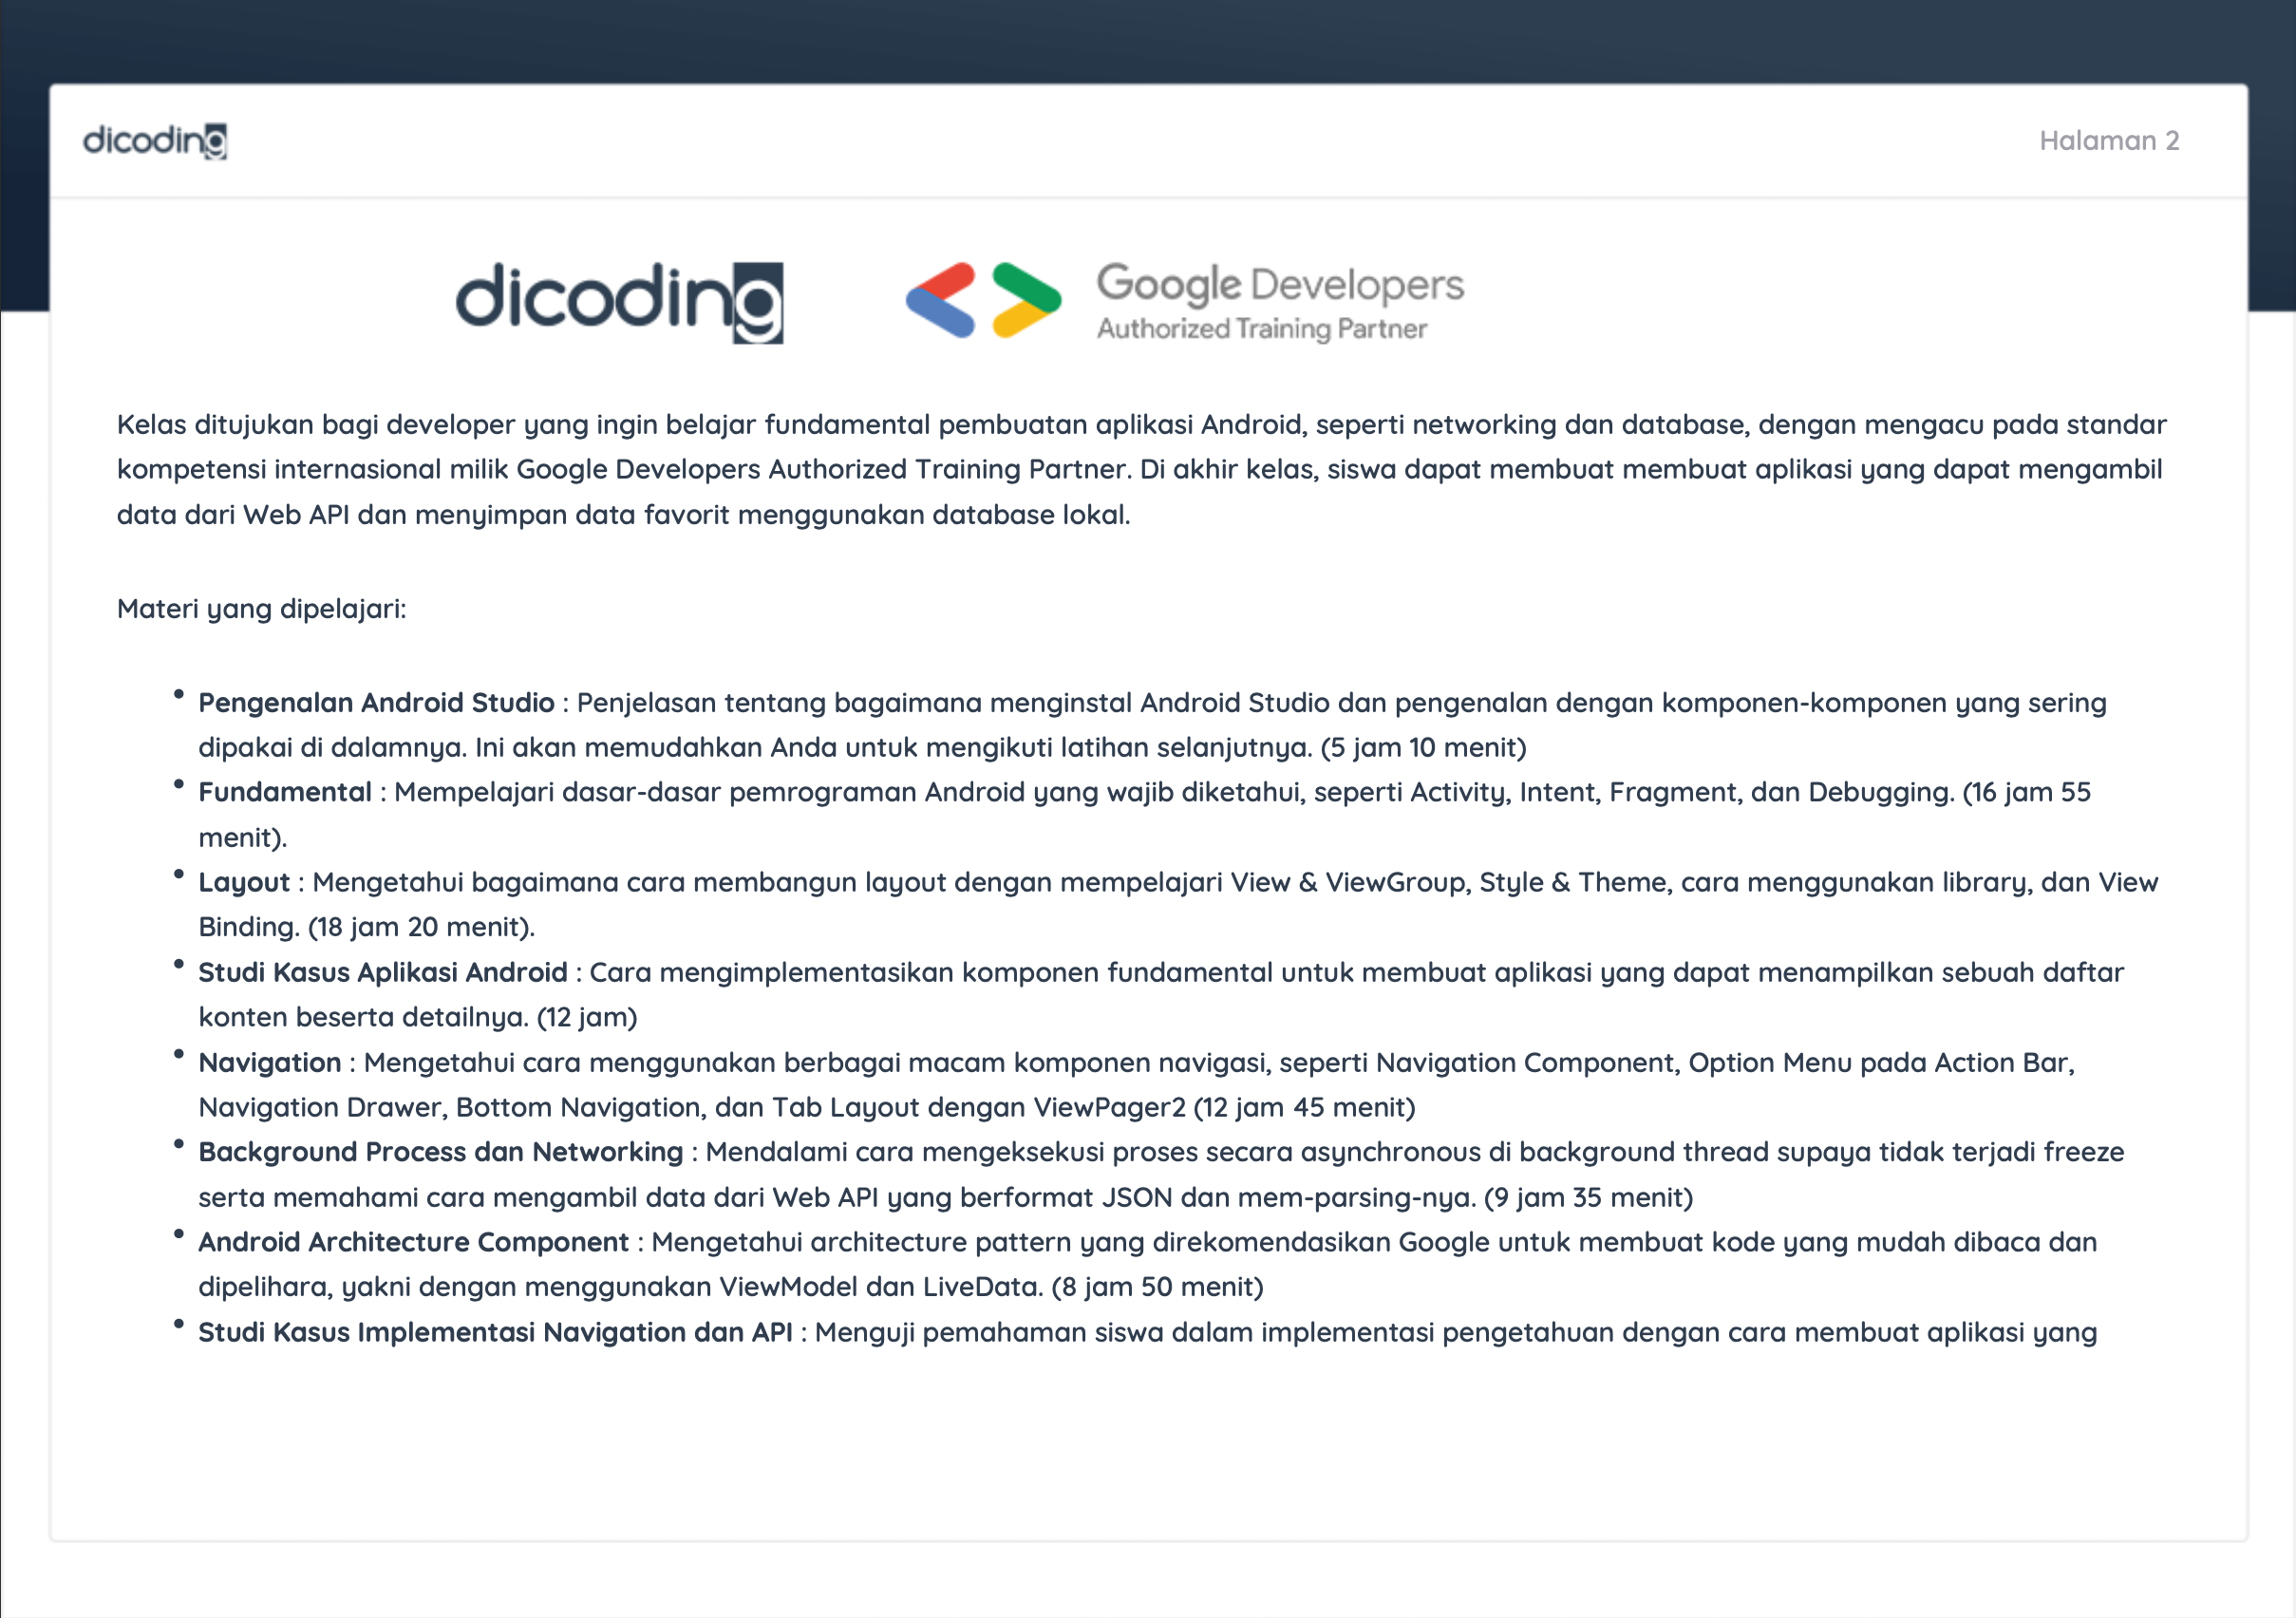 dicoding
Halaman 2
dicoding
Google Developers
Authorized Training Partner
Kelas ditujukan bagi developer yang ingin belajar fundamental pembuatan aplikasi Android, seperti networking dan database, dengan mengacu pada standar
kompetensi internasional milik Google Developers Authorized Training Partner. Di akhir kelas, siswa dapat membuat membuat aplikasi yang dapat mengambil
data dari Web API dan menyimpan data favorit menggunakan database lokal.
Materi yang dipelajari:
• Pengenalan Android Studio : Penjelasan tentang bagaimana menginstal Android Studio dan pengenalan dengan komponen-komponen yang sering
dipakai di dalamnya. Ini akan memudahkan Anda untuk mengikuti latihan selanjutnya. (5 jam 10 menit)
• Fundamental : Mempelajari dasar-dasar pemrograman Android yang wajib diketahui, seperti Activity, Intent, Fragment, dan Debugging. (16 jam 55
menit).
• Layout : Mengetahui bagaimana cara membangun layout dengan mempelajari View & ViewGroup, Style & Theme, cara menggunakan library, dan View
Binding. (18 jam 20 menit).
• Studi Kasus Aplikasi Android : Cara mengimplementasikan komponen fundamental untuk membuat aplikasi yang dapat menampilkan sebuah daftar
konten beserta detailnya. (12 jam)
• Navigation : Mengetahui cara menggunakan berbagai macam komponen navigasi, seperti Navigation Component, Option Menu pada Action Bar,
Navigation Drawer, Bottom Navigation, dan Tab Layout dengan ViewPager2 (12 jam 45 menit)
• Background Process dan Networking : Mendalami cara mengeksekusi proses secara asynchronous di background thread supaya tidak terjadi freeze
serta memahami cara mengambil data dari Web API yang berformat JSON dan mem-parsing-nya. (9 jam 35 menit)
• Android Architecture Component : Mengetahui architecture pattern yang direkomendasikan Google untuk membuat kode yang mudah dibaca dan
dipelihara, yakni dengan menggunakan ViewModel dan LiveData. (8 jam 50 menit)
• Studi Kasus Implementasi Navigation dan API : Menguji pemahaman siswa dalam implementasi pengetahuan dengan cara membuat aplikasi yang